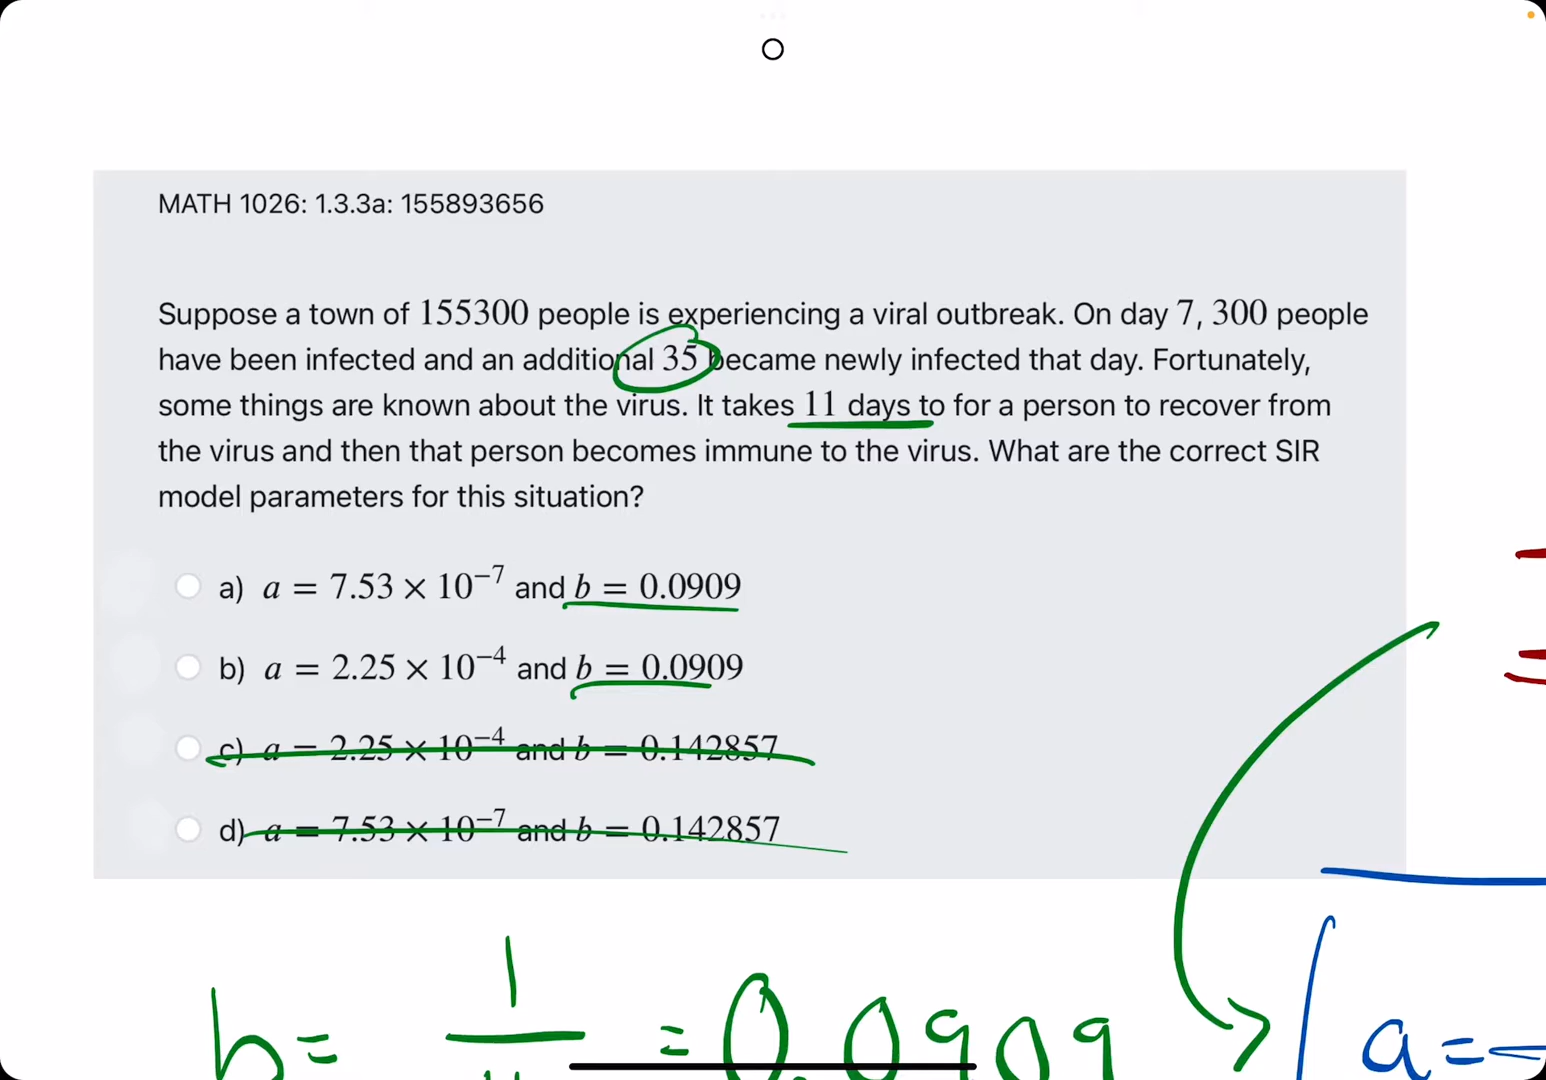 MATH 1026: 1.3.3a: 155893656
Suppose a town of 155300 people is experiencing a viral outbreak. On day 7, 300 people
have been infected and an additional 35 became newly infected that day. Fortunately,
some things are known about the virus. It takes 11 days to for a person to recover from
the virus and then that person becomes immune to the virus. What are the correct SIR
model parameters for this situation?
a) a = 7.53 × 10⁻⁷ and b = 0.0909
b) a = 2.25 × 10⁻⁴ and b = 0.0909
c) a = 2.25 × 10⁻⁴ and b = 0.142857
d) a = 7.53 × 10⁻⁷ and b = 0.142857
b = 1/11 = 0.0909
a =